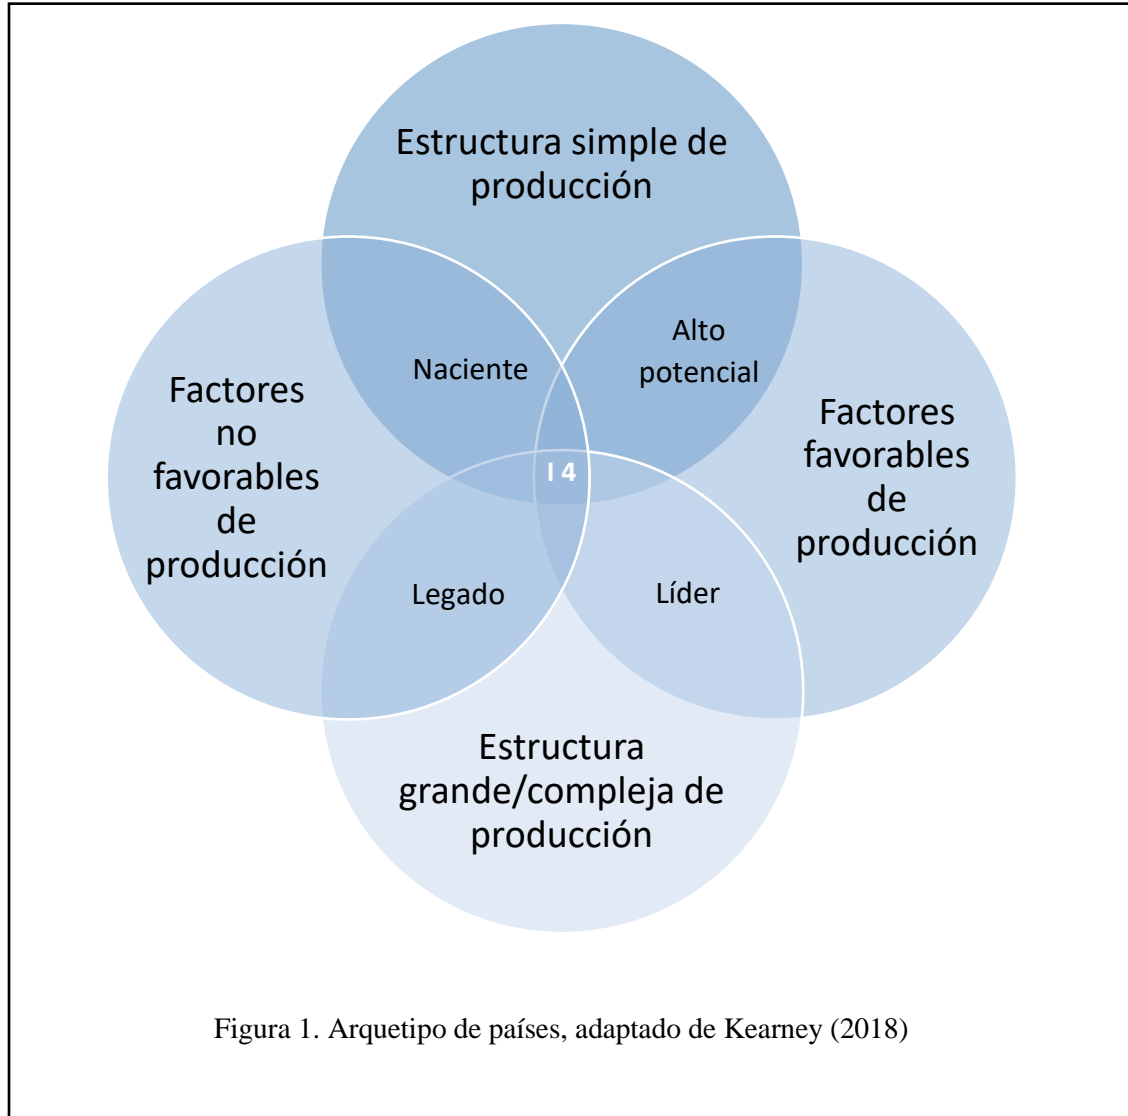 Estructura simple de
producción
Alto
potencial
Naciente
Factores
no
favorables
de
producción
Factores
favorables
de
producción
I 4
Legado
Líder
Estructura
grande/compleja de
producción
Figura 1. Arquetipo de países, adaptado de Kearney (2018)